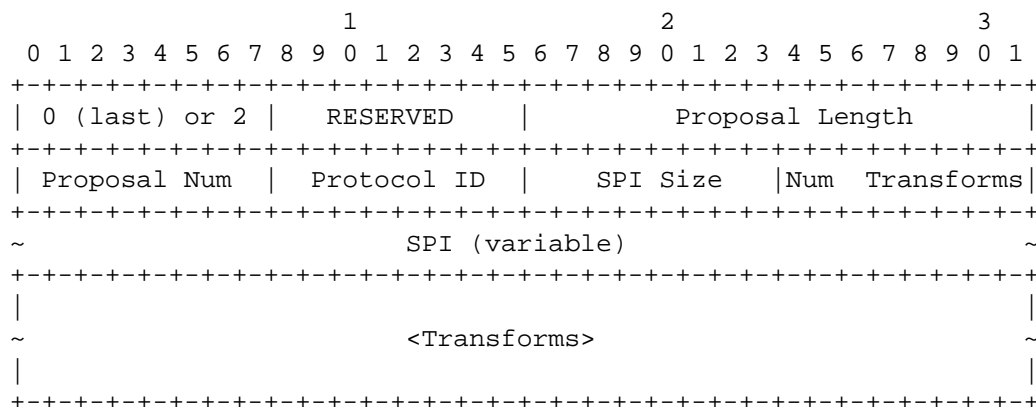 1                   2                   3
 0 1 2 3 4 5 6 7 8 9 0 1 2 3 4 5 6 7 8 9 0 1 2 3 4 5 6 7 8 9 0 1
+-+-+-+-+-+-+-+-+-+-+-+-+-+-+-+-+-+-+-+-+-+-+-+-+-+-+-+-+-+-+-+-+
| 0 (last) or 2 |   RESERVED    |         Proposal Length       |
+-+-+-+-+-+-+-+-+-+-+-+-+-+-+-+-+-+-+-+-+-+-+-+-+-+-+-+-+-+-+-+-+
| Proposal Num  |  Protocol ID  |    SPI Size   |Num  Transforms|
+-+-+-+-+-+-+-+-+-+-+-+-+-+-+-+-+-+-+-+-+-+-+-+-+-+-+-+-+-+-+-+-+
~                        SPI (variable)                         ~
+-+-+-+-+-+-+-+-+-+-+-+-+-+-+-+-+-+-+-+-+-+-+-+-+-+-+-+-+-+-+-+-+
|                                                               |
~                        <Transforms>                           ~
|                                                               |
+-+-+-+-+-+-+-+-+-+-+-+-+-+-+-+-+-+-+-+-+-+-+-+-+-+-+-+-+-+-+-+-+